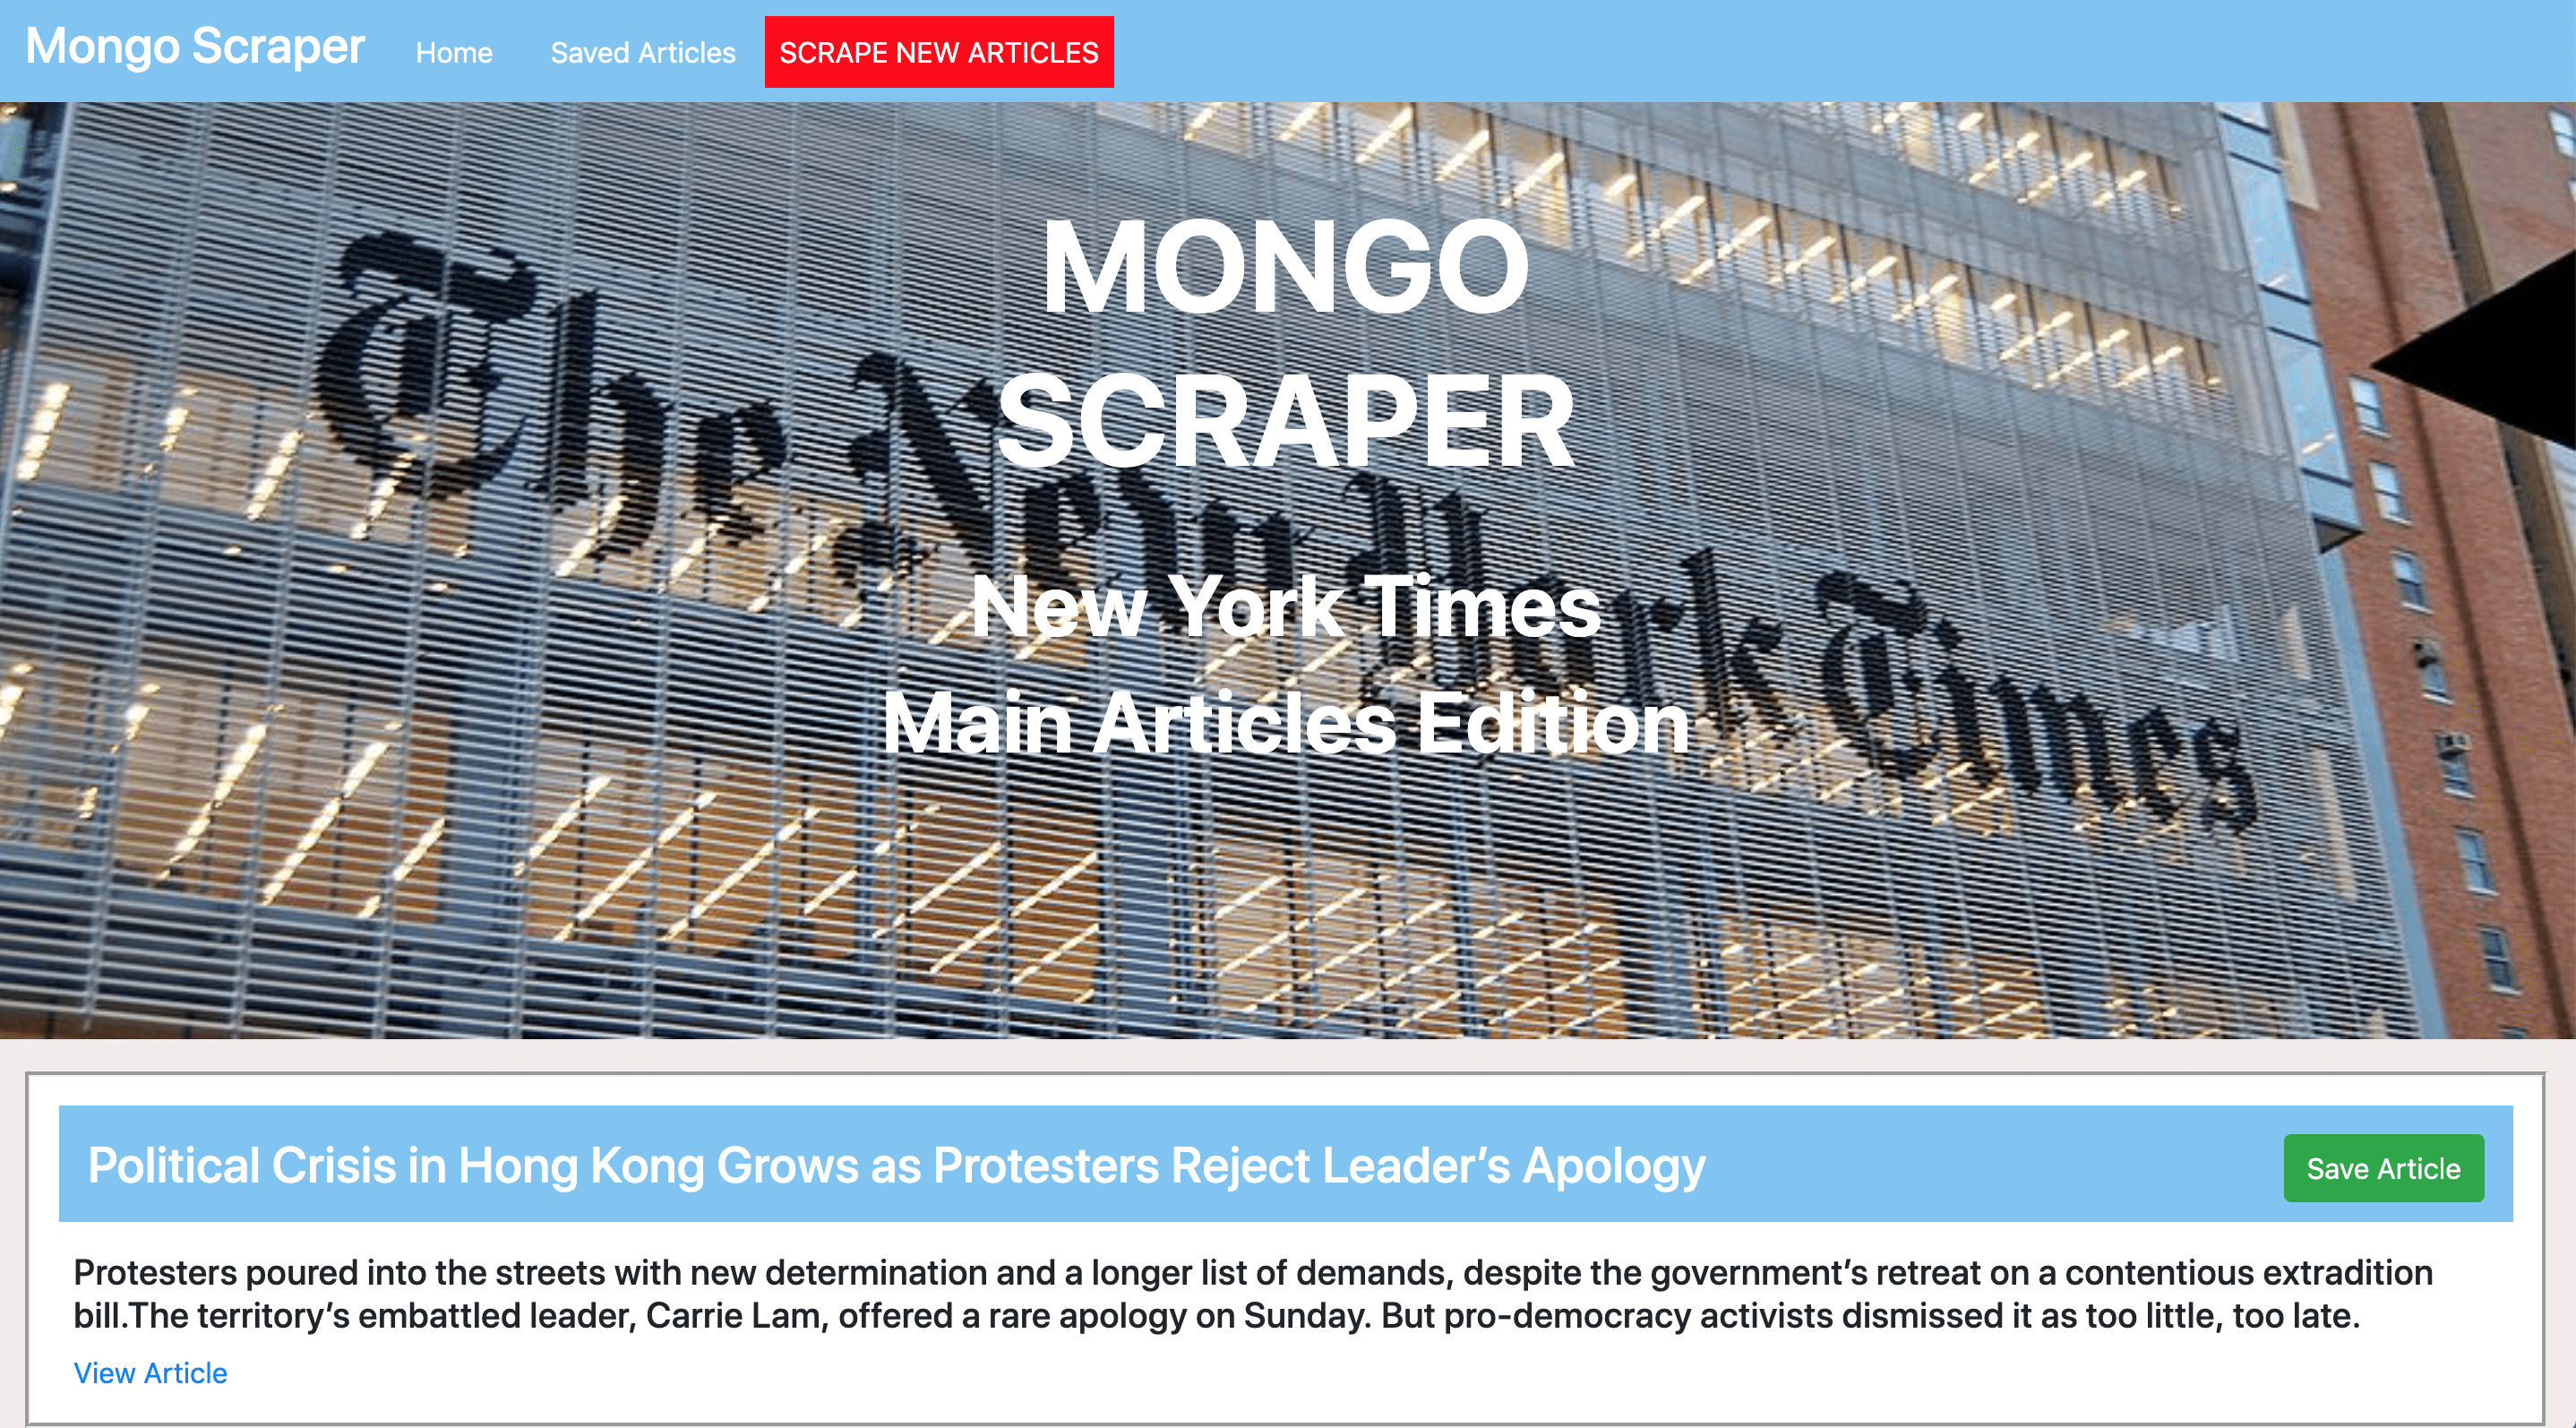 Mongo Scraper Home Saved Articles SCRAPE NEW ARTICLES
MONGO
SCRAPER
The New York Times
New York Times
Main Articles Edition
Political Crisis in Hong Kong Grows as Protesters Reject Leader’s Apology
Save Article
Protesters poured into the streets with new determination and a longer list of demands, despite the government’s retreat on a contentious extradition
bill.The territory’s embattled leader, Carrie Lam, offered a rare apology on Sunday. But pro-democracy activists dismissed it as too little, too late.
View Article